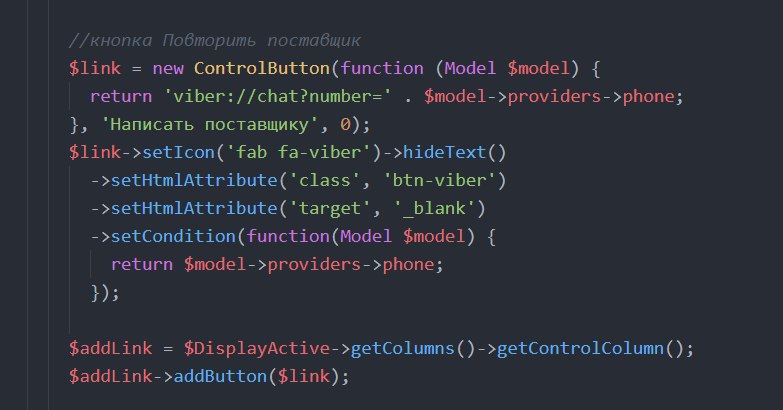 //кнопка Повторить поставщик
$link = new ControlButton(function (Model $model) {
return 'viber://chat?number=' . $model->providers->phone;
}, 'Написать поставщику', 0);
$link->setIcon('fab fa-viber')->hideText()
->setHtmlAttribute('class', 'btn-viber')
->setHtmlAttribute('target', '_blank')
->setCondition(function(Model $model) {
return $model->providers->phone;
});
$addLink = $DisplayActive->getColumns()->getControlColumn();
$addLink->addButton($link);